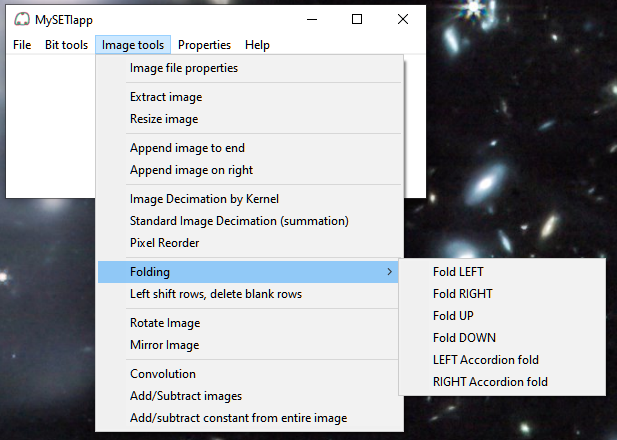 MySETIapp
File Bit tools Image tools Properties Help
Image file properties
Extract image
Resize image
Append image to end
Append image on right
Image Decimation by Kernel
Standard Image Decimation (summation)
Pixel Reorder
Folding
Left shift rows, delete blank rows
Rotate Image
Mirror Image
Convolution
Add/Subtract images
Add/subtract constant from entire image
Fold LEFT
Fold RIGHT
Fold UP
Fold DOWN
LEFT Accordion fold
RIGHT Accordion fold